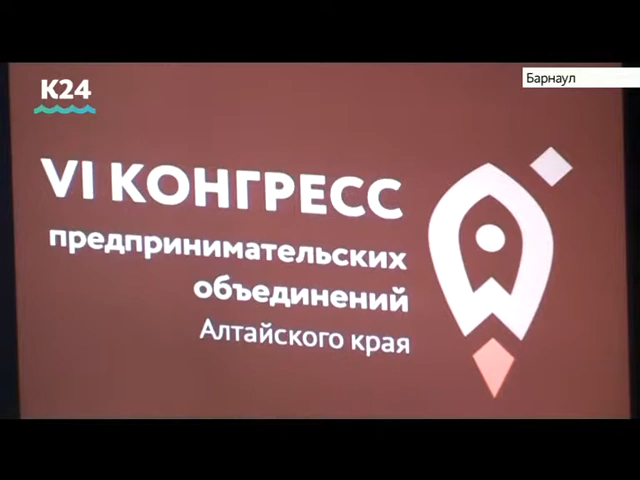 К24
Барнаул
VI КОНГРЕСС
предпринимательских
объединений
Алтайского края